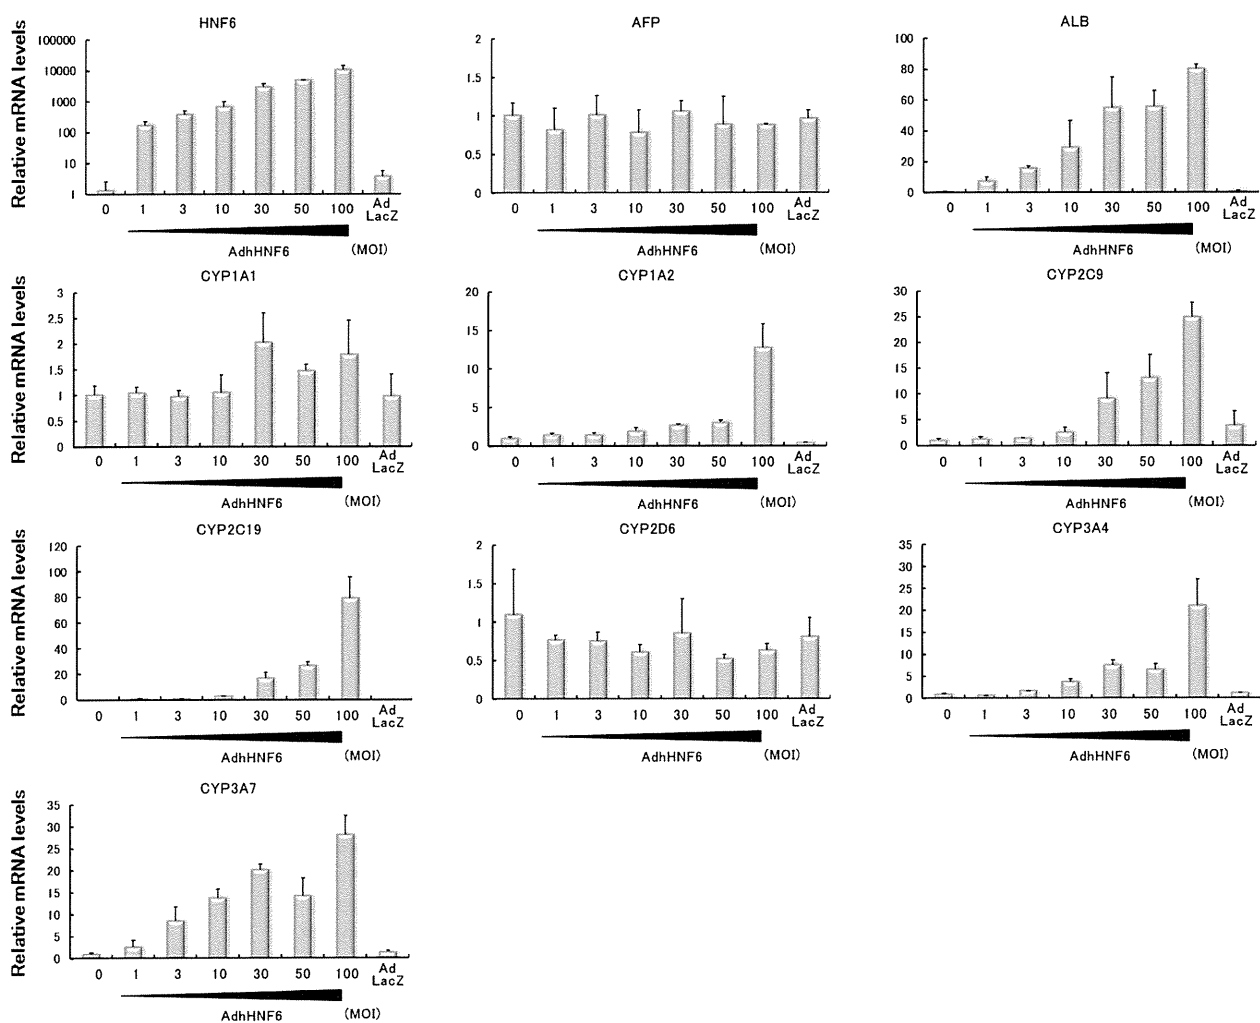 HNF6
AFP
ALB
Relative mRNA levels
100000
10000
1000
100
10
1
0 1 3 10 30 50 100 Ad LacZ
AdhHNF6 (MOI)
2
1.5
1
0.5
0
0 1 3 10 30 50 100 Ad LacZ
AdhHNF6 (MOI)
100
80
60
40
20
0
0 1 3 10 30 50 100 Ad LacZ
AdhHNF6 (MOI)
CYP1A1
CYP1A2
CYP2C9
Relative mRNA levels
3
2.5
2
1.5
1
0.5
0
0 1 3 10 30 50 100 Ad LacZ
AdhHNF6 (MOI)
20
15
10
5
0
0 1 3 10 30 50 100 Ad LacZ
AdhHNF6 (MOI)
30
25
20
15
10
5
0
0 1 3 10 30 50 100 Ad LacZ
AdhHNF6 (MOI)
CYP2C19
CYP2D6
CYP3A4
Relative mRNA levels
120
100
80
60
40
20
0
0 1 3 10 30 50 100 Ad LacZ
AdhHNF6 (MOI)
2
1.5
1
0.5
0
0 1 3 10 30 50 100 Ad LacZ
AdhHNF6 (MOI)
35
30
25
20
15
10
5
0
0 1 3 10 30 50 100 Ad LacZ
AdhHNF6 (MOI)
CYP3A7
Relative mRNA levels
35
30
25
20
15
10
5
0
0 1 3 10 30 50 100 Ad LacZ
AdhHNF6 (MOI)